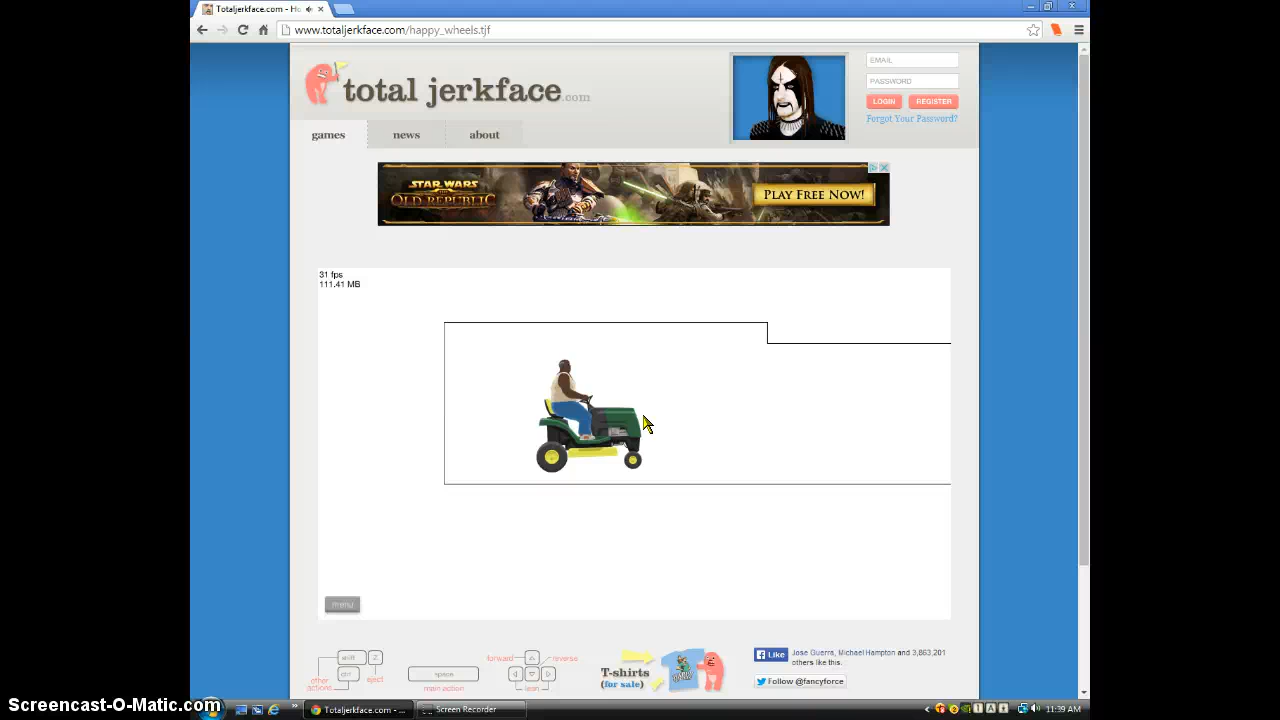 Totaljerkface.com - Ha
www.totaljerkface.com/happy_wheels.tjf
total jerkface.com
EMAIL
PASSWORD
LOGIN REGISTER
Forgot Your Password?
games news about
STAR WARS
THE OLD REPUBLIC
PLAY FREE NOW!
31 fps
111.41 MB
menu
shift Z
ctrl
other actions
eject
space
main action
forward reverse
lean
T-shirts
(for sale)
Like Jose Guerra, Michael Hampton and 3,863,201
others like this.
Follow @fancyforce
Totaljerkface.com - ...
Screen Recorder
11:39 AM
Screencast-O-Matic.com